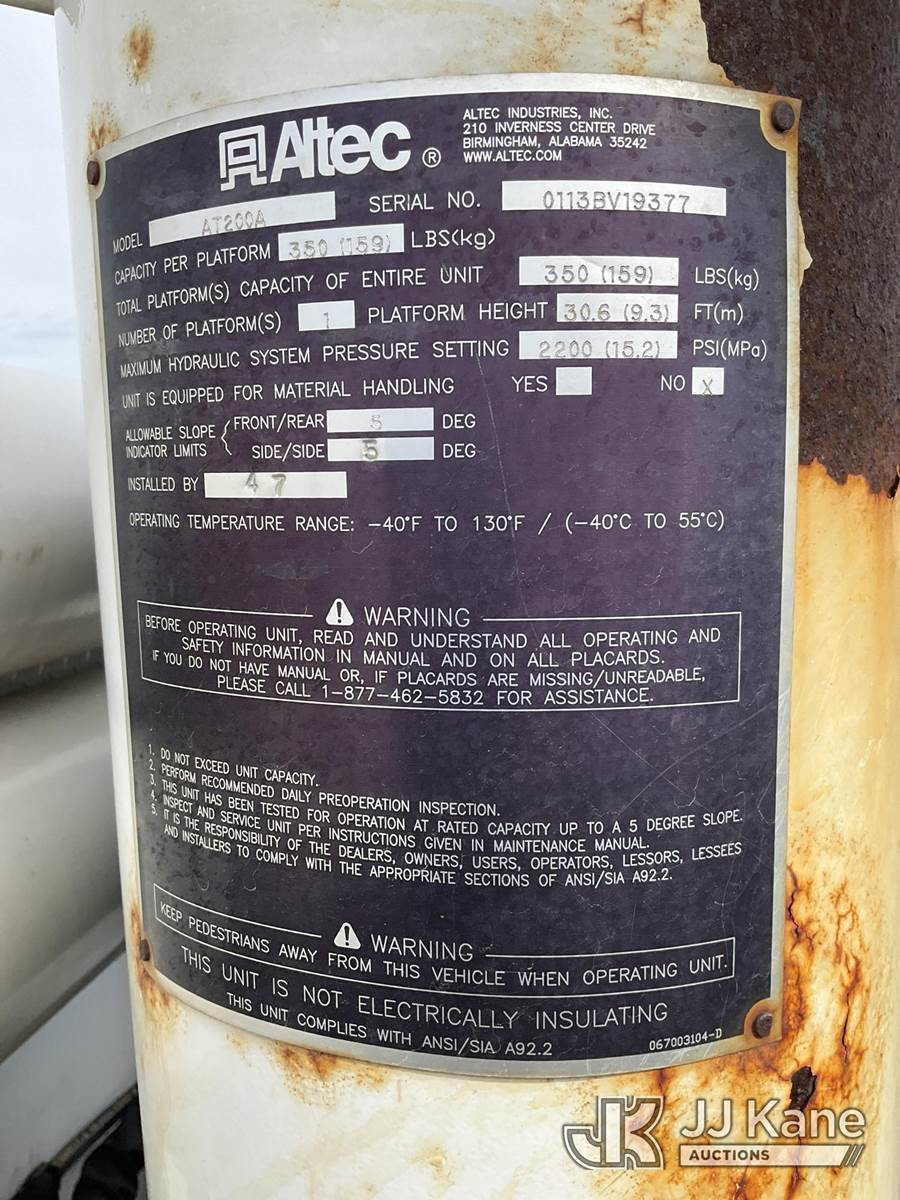 Altec ®
ALTEC INDUSTRIES, INC.
210 INVERNESS CENTER DRIVE
BIRMINGHAM, ALABAMA 35242
WWW.ALTEC.COM
MODEL AT200A SERIAL NO. 0113BV19377
CAPACITY PER PLATFORM 350 (159) LBS(kg)
TOTAL PLATFORM(S) CAPACITY OF ENTIRE UNIT 350 (159) LBS(kg)
NUMBER OF PLATFORM(S) 1 PLATFORM HEIGHT 30.6 (9.3) FT(m)
MAXIMUM HYDRAULIC SYSTEM PRESSURE SETTING 2200 (15.2) PSI(MPa)
UNIT IS EQUIPPED FOR MATERIAL HANDLING YES NO X
ALLOWABLE SLOPE FRONT/REAR 5 DEG
INDICATOR LIMITS SIDE/SIDE 5 DEG
INSTALLED BY 47
OPERATING TEMPERATURE RANGE: -40°F TO 130°F / (-40°C TO 55°C)
WARNING
BEFORE OPERATING UNIT, READ AND UNDERSTAND ALL OPERATING AND
SAFETY INFORMATION IN MANUAL AND ON ALL PLACARDS.
IF YOU DO NOT HAVE MANUAL OR, IF PLACARDS ARE MISSING/UNREADABLE,
PLEASE CALL 1-877-462-5832 FOR ASSISTANCE.
1. DO NOT EXCEED UNIT CAPACITY.
2. PERFORM RECOMMENDED DAILY PREOPERATION INSPECTION.
3. THIS UNIT HAS BEEN TESTED FOR OPERATION AT RATED CAPACITY UP TO A 5 DEGREE SLOPE.
4. INSPECT AND SERVICE UNIT PER INSTRUCTIONS GIVEN IN MAINTENANCE MANUAL.
5. IT IS THE RESPONSIBILITY OF THE DEALERS, OWNERS, USERS, OPERATORS, LESSORS, LESSEES
AND INSTALLERS TO COMPLY WITH THE APPROPRIATE SECTIONS OF ANSI/SIA A92.2.
WARNING
KEEP PEDESTRIANS AWAY FROM THIS VEHICLE WHEN OPERATING UNIT.
THIS UNIT IS NOT ELECTRICALLY INSULATING
THIS UNIT COMPLIES WITH ANSI/SIA A92.2
067003104-D
JK JJ Kane
AUCTIONS